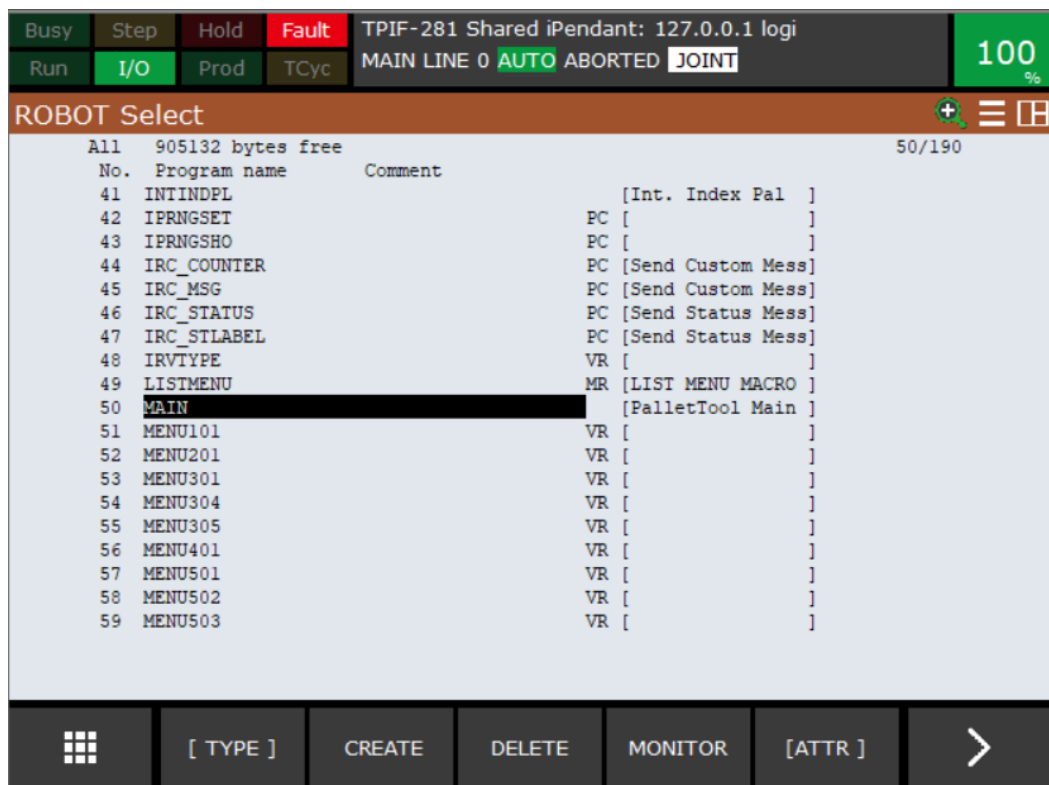 Busy Step Hold Fault TPIF-281 Shared iPendant: 127.0.0.1 logi
Run I/O Prod TCyc MAIN LINE 0 AUTO ABORTED JOINT 100 %
ROBOT Select
All 905132 bytes free 50/190
No. Program name Comment
41 INTINDPL [Int. Index Pal ]
42 IPRNGSET PC [ ]
43 IPRNGSHO PC [ ]
44 IRC_COUNTER PC [Send Custom Mess]
45 IRC_MSG PC [Send Custom Mess]
46 IRC_STATUS PC [Send Status Mess]
47 IRC_STLABEL PC [Send Status Mess]
48 IRVTYPE VR [ ]
49 LISTMENU MR [LIST MENU MACRO ]
50 MAIN [PalletTool Main ]
51 MENU101 VR [ ]
52 MENU201 VR [ ]
53 MENU301 VR [ ]
54 MENU304 VR [ ]
55 MENU305 VR [ ]
56 MENU401 VR [ ]
57 MENU501 VR [ ]
58 MENU502 VR [ ]
59 MENU503 VR [ ]
[ TYPE ] CREATE DELETE MONITOR [ATTR ]